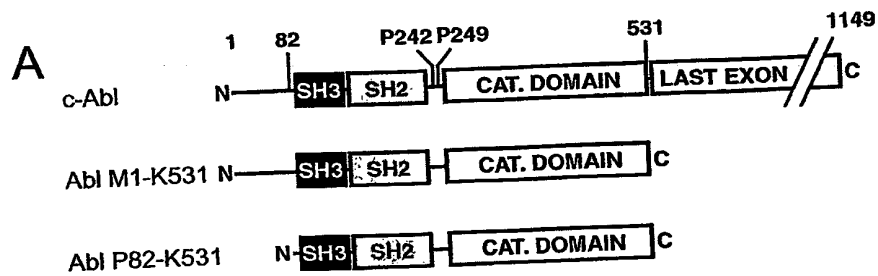 A
1 82 P242 P249 531 1149
c-Abl N SH3 SH2 CAT. DOMAIN LAST EXON C
Abl M1-K531 N SH3 SH2 CAT. DOMAIN C
Abl P82-K531 N SH3 SH2 CAT. DOMAIN C